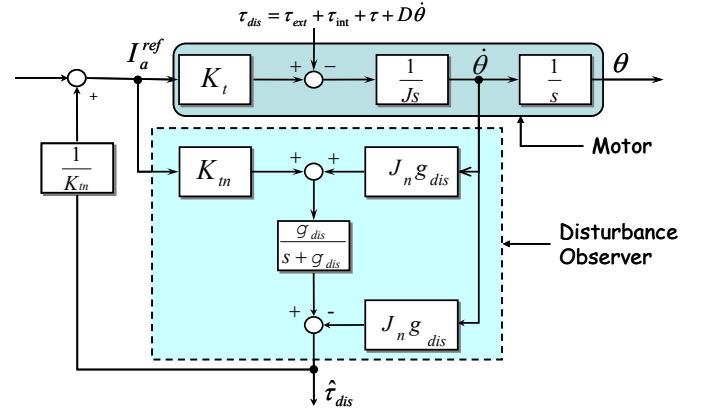 τ_dis = τ_ext + τ_int + τ + Dθ̇
I_a^ref
K_t
+
−
1
Js
θ̇
1
s
θ
+
1
K_tn
Motor
K_tn
+
+
J_n g_dis
g_dis
s + g_dis
Disturbance
Observer
+
-
J_n g_dis
τ̂_dis